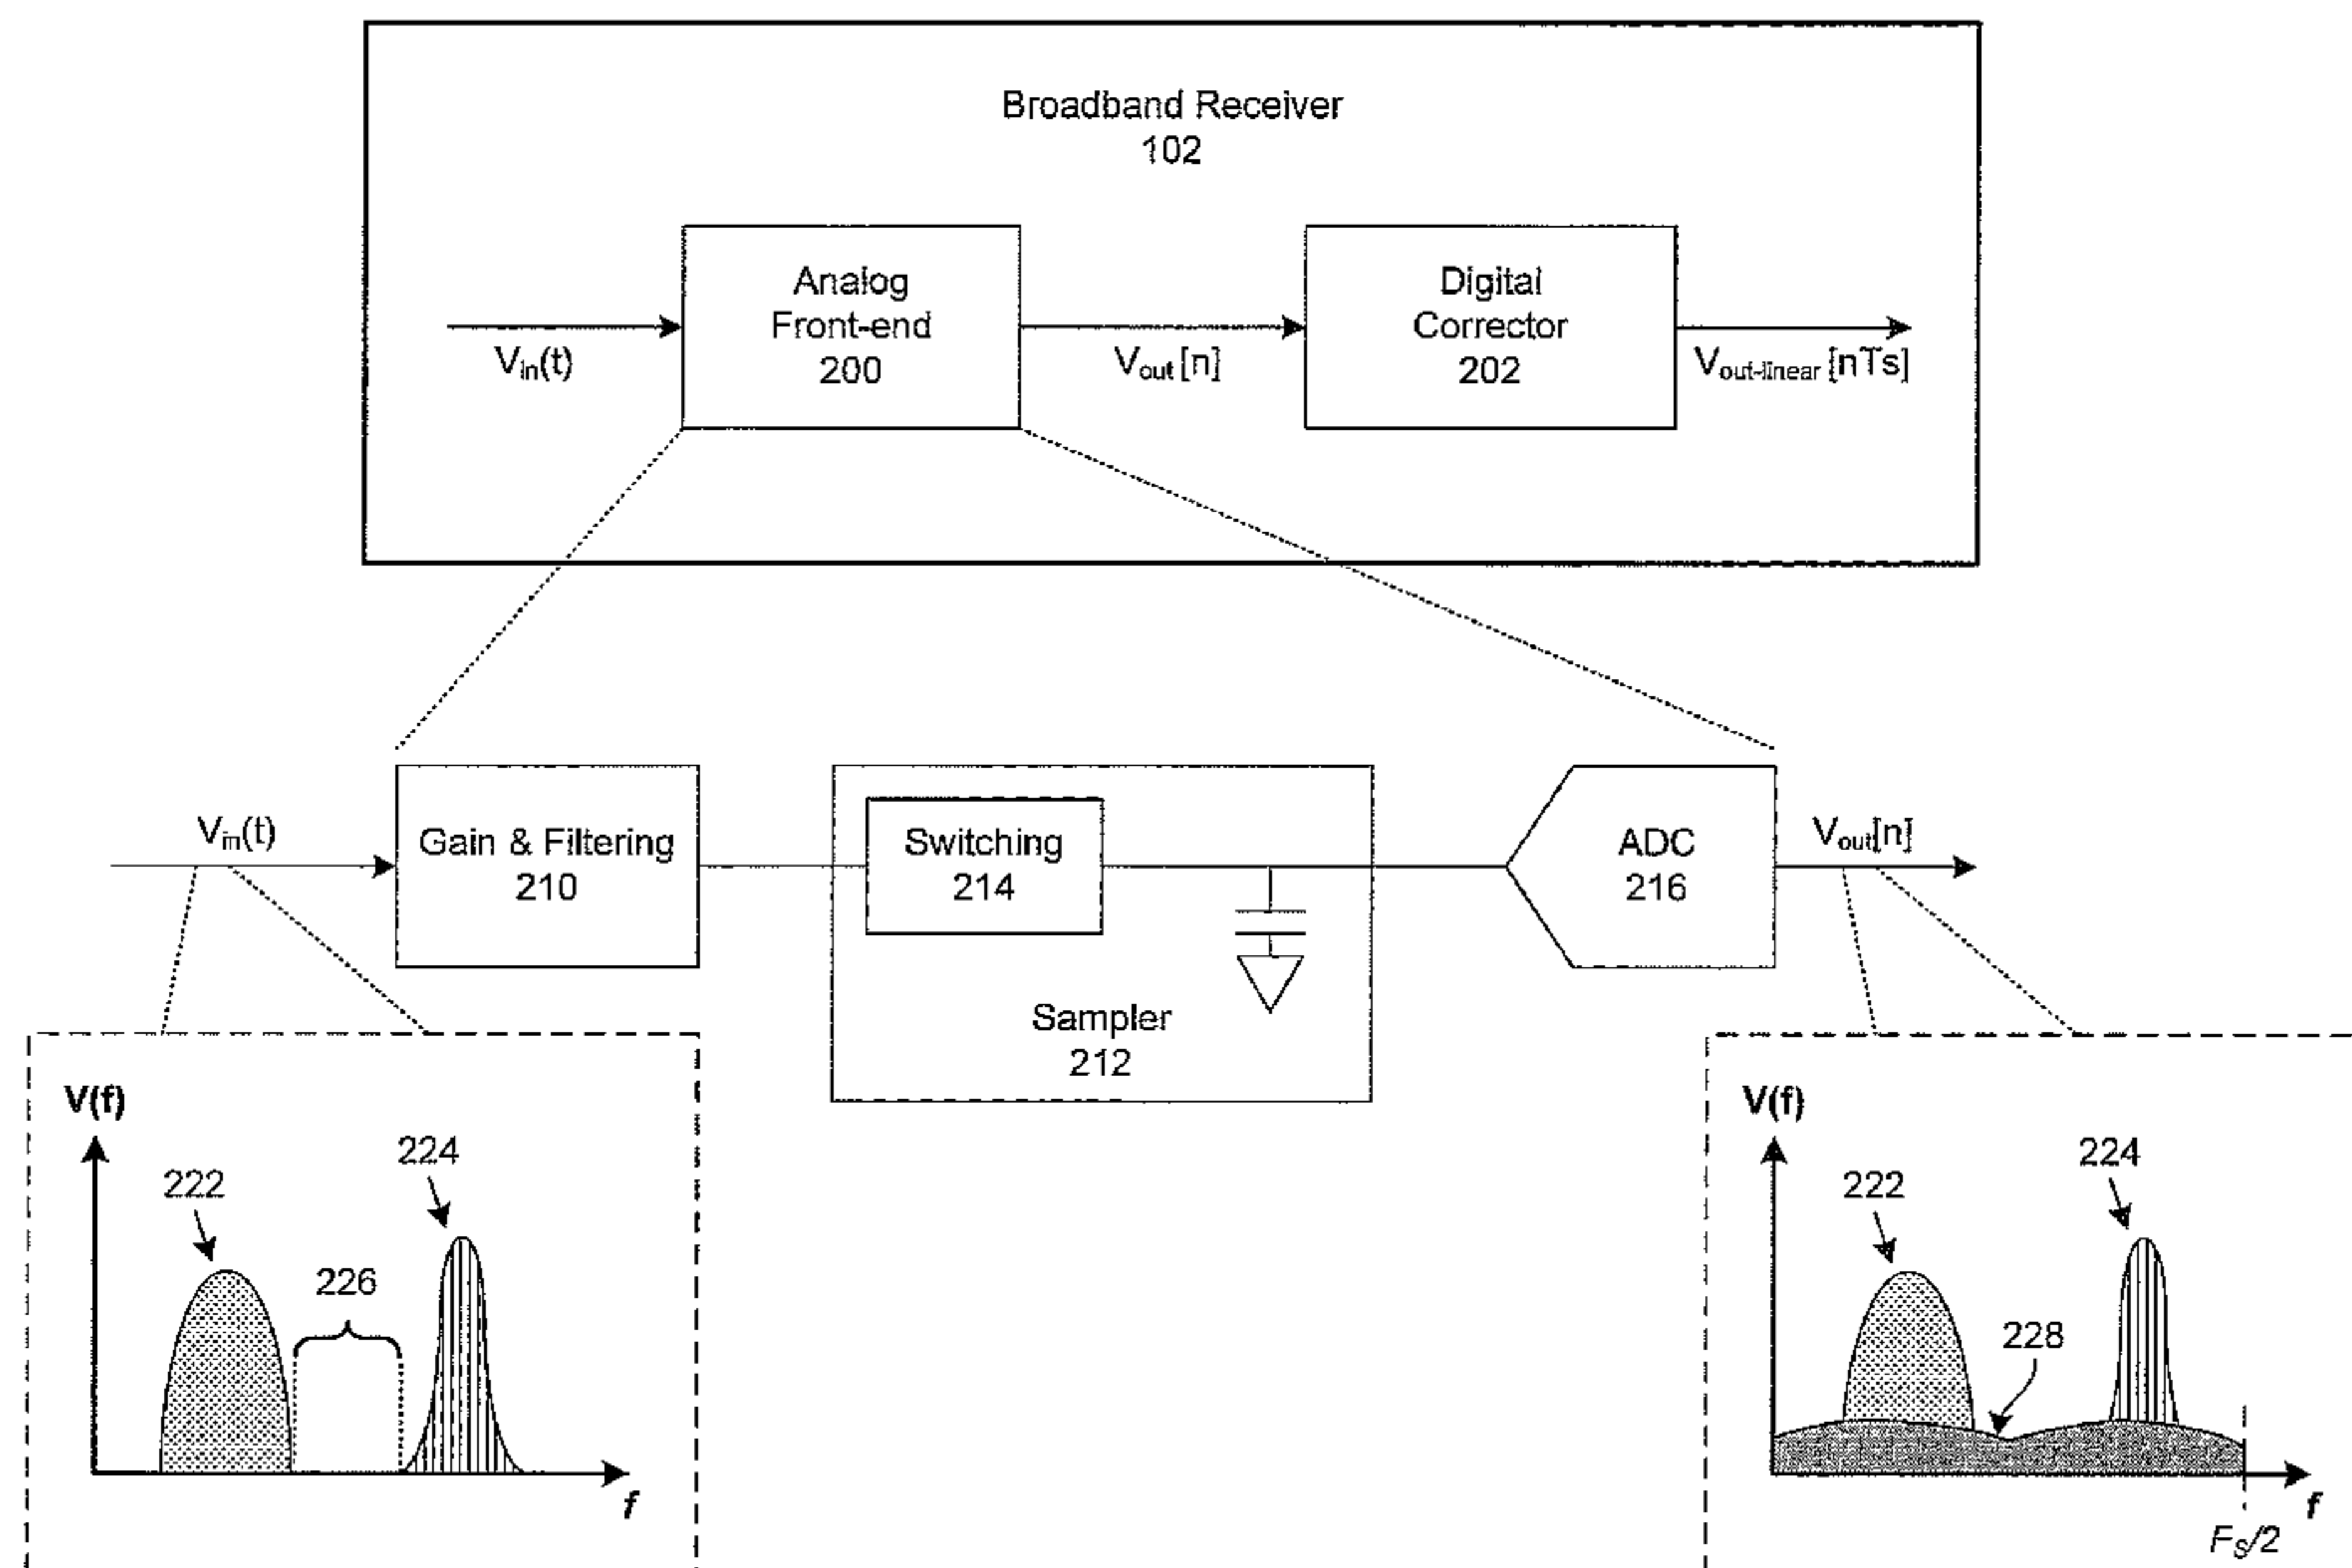 Broadband Receiver
102
Analog
Front-end
200
Digital
Corrector
202
Vin(t)
Vout [n]
Vout-linear [nTs]
Vin(t)
Gain & Filtering
210
Switching
214
Sampler
212
ADC
216
Vout[n]
V(f)
222
224
226
f
V(f)
222
224
228
f
FS/2